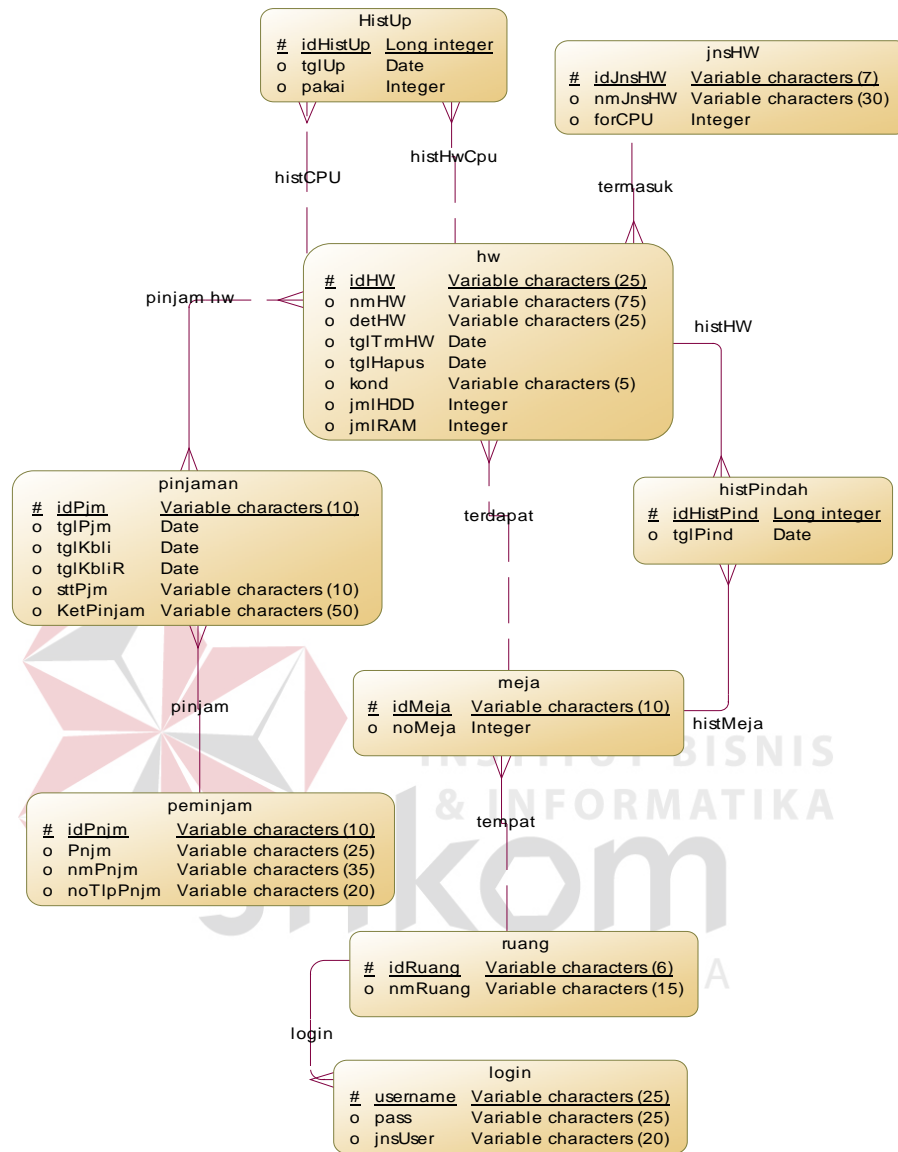 HistUp
# idHistUp Long integer
o tglUp Date
o pakai Integer
jnsHW
# idJnsHW Variable characters (7)
o nmJnsHW Variable characters (30)
o forCPU Integer
histCPU
histHwCpu
termasuk
hw
# idHW Variable characters (25)
o nmHW Variable characters (75)
o detHW Variable characters (25)
o tglTrmHW Date
o tglHapus Date
o kond Variable characters (5)
o jmlHDD Integer
o jmlRAM Integer
pinjam hw
histHW
pinjaman
# idPjm Variable characters (10)
o tglPjm Date
o tglKbli Date
o tglKbliR Date
o sttPjm Variable characters (10)
o KetPinjam Variable characters (50)
terdapat
histPindah
# idHistPind Long integer
o tglPind Date
pinjam
meja
# idMeja Variable characters (10)
o noMeja Integer
histMeja
INSTITUT BISNIS
& INFORMATIKA
peminjam
# idPnjm Variable characters (10)
o Pnjm Variable characters (25)
o nmPnjm Variable characters (35)
o noTlpPnjm Variable characters (20)
tempat
stikom
ruang
# idRuang Variable characters (6)
o nmRuang Variable characters (15)
A
login
login
# username Variable characters (25)
o pass Variable characters (25)
o jnsUser Variable characters (20)